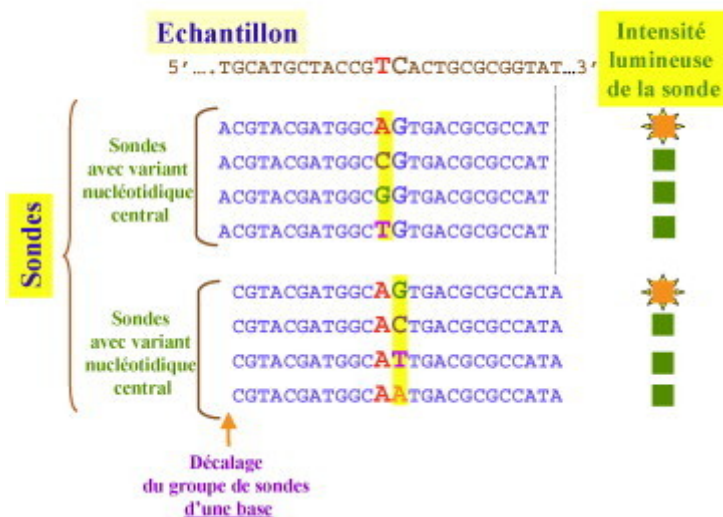 Echantillon
5' ....TGCATGCTACCGTCACTGCGCGGTAT...3'
Intensité
lumineuse
de la sonde
Sondes
Sondes
avec variant
nucléotidique
central
ACGTACGATGGCAGTGACGCGCCAT
ACGTACGATGGCCGTGACGCGCCAT
ACGTACGATGGCGGTGACGCGCCAT
ACGTACGATGGCTGTGACGCGCCAT
Sondes
avec variant
nucléotidique
central
CGTACGATGGCAGTGACGCGCCATA
CGTACGATGGCACTGACGCGCCATA
CGTACGATGGCATTGACGCGCCATA
CGTACGATGGCAATGACGCGCCATA
Décalage
du groupe de sondes
d'une base